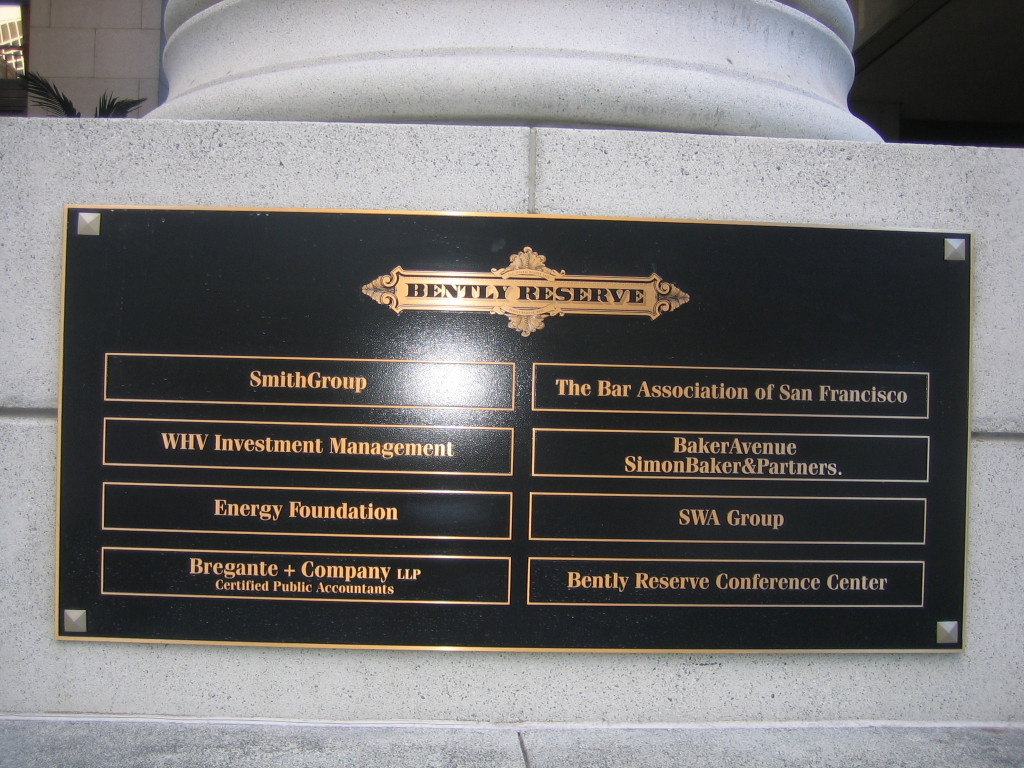 BENTLY RESERVE
SmithGroup
WHV Investment Management
Energy Foundation
Bregante + Company LLP
Certified Public Accountants
The Bar Association of San Francisco
BakerAvenue
SimonBaker&Partners.
SWA Group
Bently Reserve Conference Center